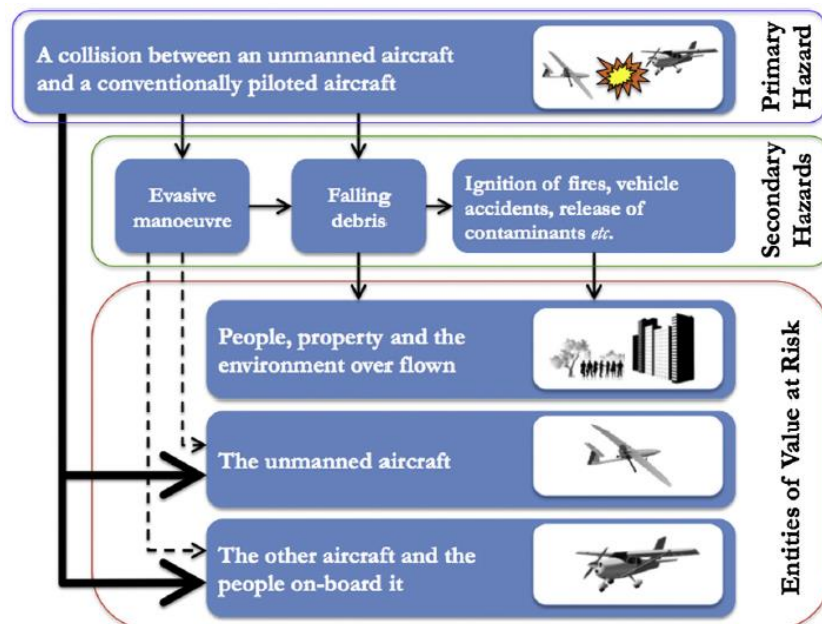 A collision between an unmanned aircraft
and a conventionally piloted aircraft
Primary
Hazard
Evasive
manoeuvre
Falling
debris
Ignition of fires, vehicle
accidents, release of
contaminants etc.
Secondary
Hazards
People, property and the
environment over flown
The unmanned aircraft
The other aircraft and the
people on-board it
Entities of Value at Risk